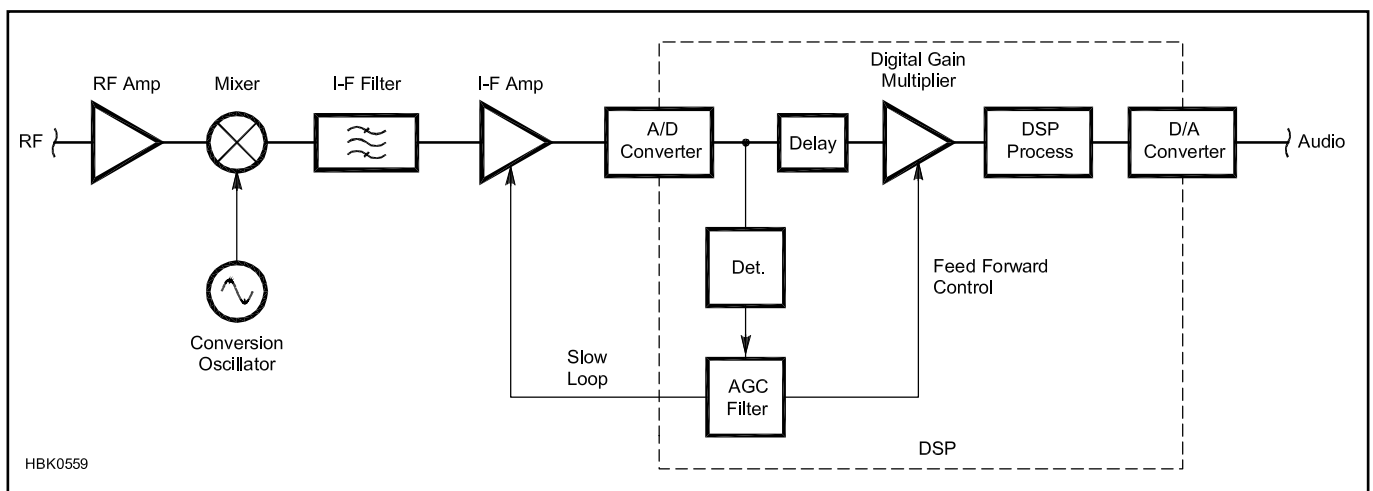 RF Amp
Mixer
I-F Filter
I-F Amp
Digital Gain
Multiplier
RF
A/D
Converter
Delay
DSP
Process
D/A
Converter
Audio
Det.
Feed Forward
Control
Conversion
Oscillator
Slow
Loop
AGC
Filter
DSP
HBK0559